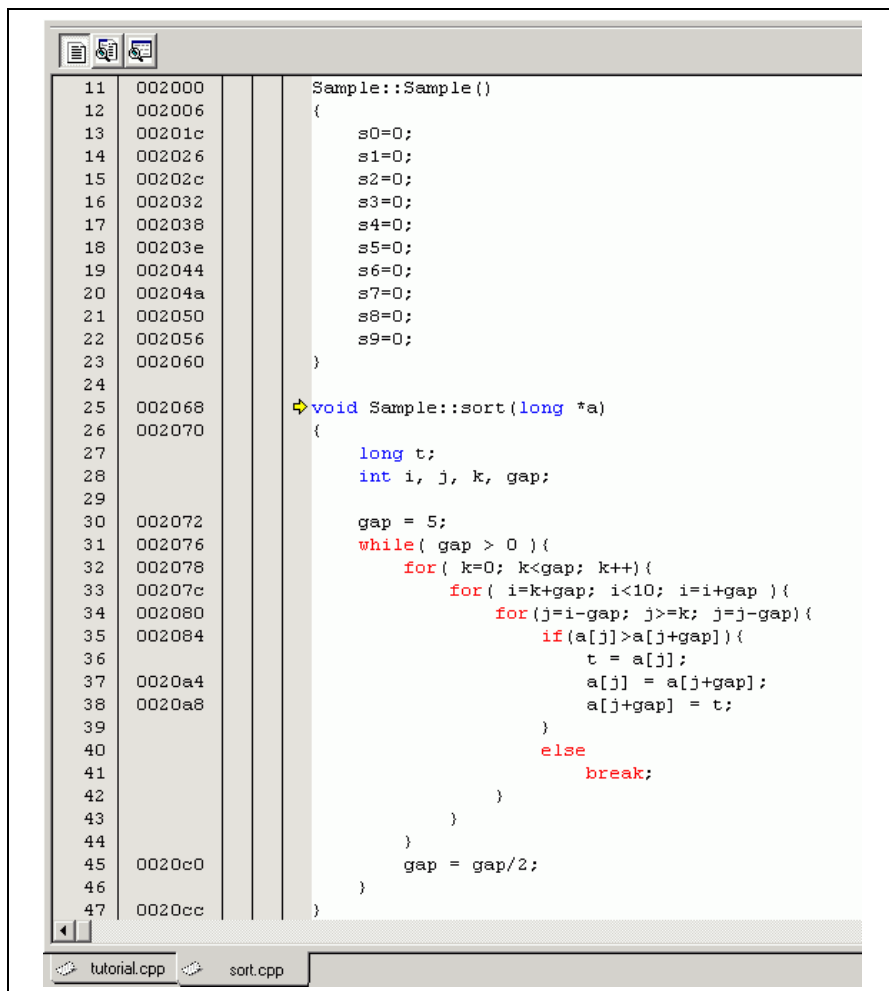 11 002000 Sample::Sample()
12 002006 {
13 00201c s0=0;
14 002026 s1=0;
15 00202c s2=0;
16 002032 s3=0;
17 002038 s4=0;
18 00203e s5=0;
19 002044 s6=0;
20 00204a s7=0;
21 002050 s8=0;
22 002056 s9=0;
23 002060 }
24
25 002068 void Sample::sort(long *a)
26 002070 {
27 long t;
28 int i, j, k, gap;
29
30 002072 gap = 5;
31 002076 while( gap > 0 ){
32 002078 for( k=0; k<gap; k++){
33 00207c for( i=k+gap; i<10; i=i+gap ){
34 002080 for(j=i-gap; j>=k; j=j-gap){
35 002084 if(a[j]>a[j+gap]){
36 t = a[j];
37 0020a4 a[j] = a[j+gap];
38 0020a8 a[j+gap] = t;
39 }
40 else
41 break;
42 }
43 }
44 }
45 0020c0 gap = gap/2;
46 }
47 0020cc }
tutorial.cpp sort.cpp